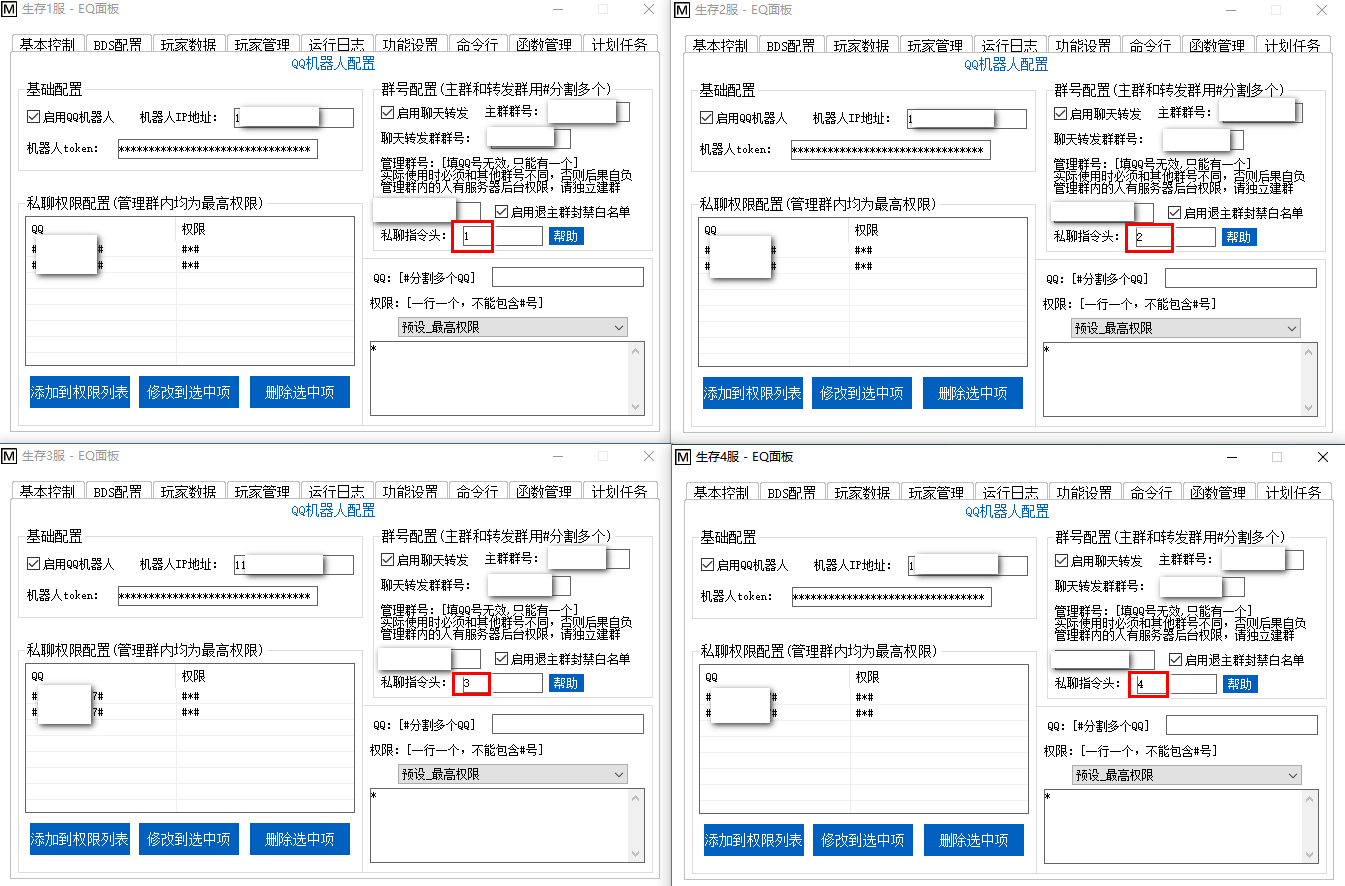 生存1服 - EQ面板
基本控制 BDS配置 玩家数据 玩家管理 运行日志 功能设置 命令行 函数管理 计划任务
QQ机器人配置
基础配置
启用QQ机器人 机器人IP地址: 1
机器人token: ********************************
群号配置(主群和转发群用#分割多个)
启用聊天转发 主群群号:
聊天转发群群号:
管理群号: [填QQ号无效,只能有一个]
实际使用时必须和其他群号不同, 否则后果自负
管理群内的人有服务器后台权限, 请独立建群
启用退主群封禁白名单
私聊指令头: 1 帮助
私聊权限配置(管理群内均为最高权限)
QQ 权限
# # #*#
# # #*#
QQ: [#分割多个QQ]
权限: [一行一个, 不能包含#号]
预设_最高权限
*
添加到权限列表 修改到选中项 删除选中项
生存2服 - EQ面板
基本控制 BDS配置 玩家数据 玩家管理 运行日志 功能设置 命令行 函数管理 计划任务
QQ机器人配置
基础配置
启用QQ机器人 机器人IP地址: 1
机器人token: ********************************
群号配置(主群和转发群用#分割多个)
启用聊天转发 主群群号:
聊天转发群群号:
管理群号: [填QQ号无效,只能有一个]
实际使用时必须和其他群号不同, 否则后果自负
管理群内的人有服务器后台权限, 请独立建群
启用退主群封禁白名单
私聊指令头: 2 帮助
私聊权限配置(管理群内均为最高权限)
QQ 权限
# # #*#
# # #*#
QQ: [#分割多个QQ]
权限: [一行一个, 不能包含#号]
预设_最高权限
*
添加到权限列表 修改到选中项 删除选中项
生存3服 - EQ面板
基本控制 BDS配置 玩家数据 玩家管理 运行日志 功能设置 命令行 函数管理 计划任务
QQ机器人配置
基础配置
启用QQ机器人 机器人IP地址: 11
机器人token: ********************************
群号配置(主群和转发群用#分割多个)
启用聊天转发 主群群号:
聊天转发群群号:
管理群号: [填QQ号无效,只能有一个]
实际使用时必须和其他群号不同, 否则后果自负
管理群内的人有服务器后台权限, 请独立建群
启用退主群封禁白名单
私聊指令头: 3 帮助
私聊权限配置(管理群内均为最高权限)
QQ 权限
# 7# #*#
# 7# #*#
QQ: [#分割多个QQ]
权限: [一行一个, 不能包含#号]
预设_最高权限
*
添加到权限列表 修改到选中项 删除选中项
生存4服 - EQ面板
基本控制 BDS配置 玩家数据 玩家管理 运行日志 功能设置 命令行 函数管理 计划任务
QQ机器人配置
基础配置
启用QQ机器人 机器人IP地址: 1
机器人token: ********************************
群号配置(主群和转发群用#分割多个)
启用聊天转发 主群群号:
聊天转发群群号:
管理群号: [填QQ号无效,只能有一个]
实际使用时必须和其他群号不同, 否则后果自负
管理群内的人有服务器后台权限, 请独立建群
启用退主群封禁白名单
私聊指令头: 4 帮助
私聊权限配置(管理群内均为最高权限)
QQ 权限
# # #*#
# # #*#
QQ: [#分割多个QQ]
权限: [一行一个, 不能包含#号]
预设_最高权限
*
添加到权限列表 修改到选中项 删除选中项